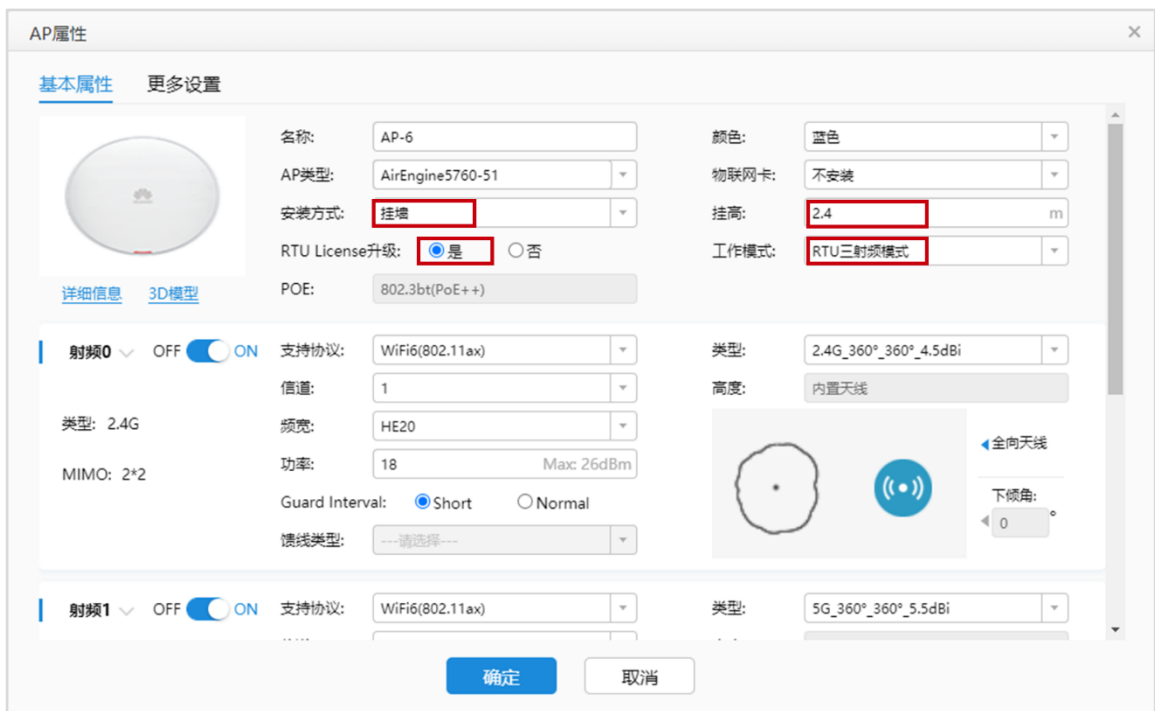 AP属性
基本属性 更多设置
名称: AP-6 颜色: 蓝色
AP类型: AirEngine5760-51 物联网卡: 不安装
安装方式: 挂墙 挂高: 2.4 m
RTU License升级: 是 否 工作模式: RTU三射频模式
详细信息 3D模型 POE: 802.3bt(PoE++)
射频0 OFF ON 支持协议: WiFi6(802.11ax) 类型: 2.4G_360°_360°_4.5dBi
信道: 1 高度: 内置天线
类型: 2.4G 频宽: HE20
全向天线
MIMO: 2*2 功率: 18 Max: 26dBm
Guard Interval: Short Normal 下倾角:
0 °
馈线类型: ---请选择---
射频1 OFF ON 支持协议: WiFi6(802.11ax) 类型: 5G_360°_360°_5.5dBi
确定 取消